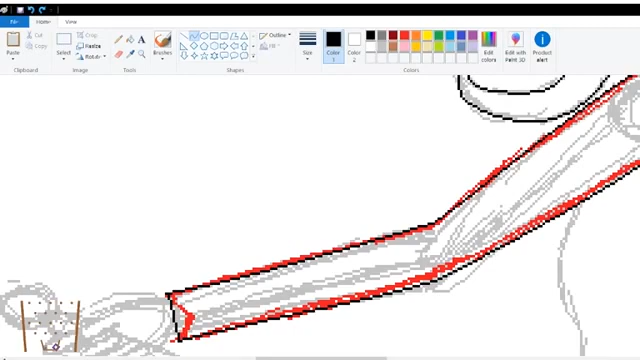 File Home View
Paste Cut Copy Select Crop Resize Rotate Brushes Outline Fill Size Color 1 Color 2 Edit colors Edit with Paint 3D Product alert
Clipboard Image Tools Shapes Colors